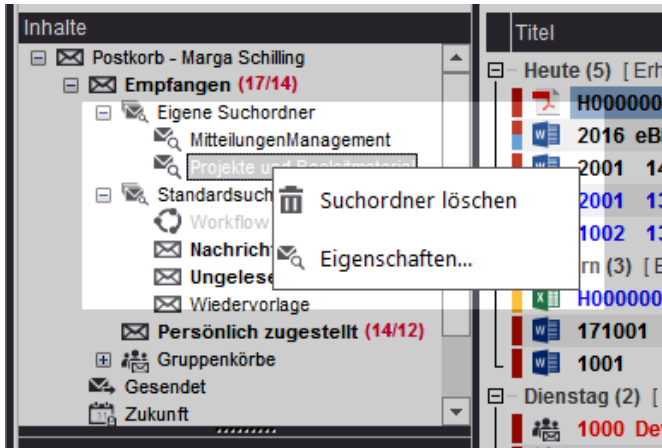 Inhalte
Postkorb - Marga Schilling
Empfangen (17/14)
Eigene Suchordner
MitteilungenManagement
Projekte und Begleitmaterial
Standardsuch
Workflow
Nachricht
Ungelese
Wiedervorlage
Persönlich zugestellt (14/12)
Gruppenkörbe
Gesendet
Zukunft
Suchordner löschen
Eigenschaften...
Titel
Heute (5) [ Erh
H000000
2016 eB
2001 14
2001 13
1002 13
rn (3) [ E
H000000
171001
1001
Dienstag (2) [
1000 De